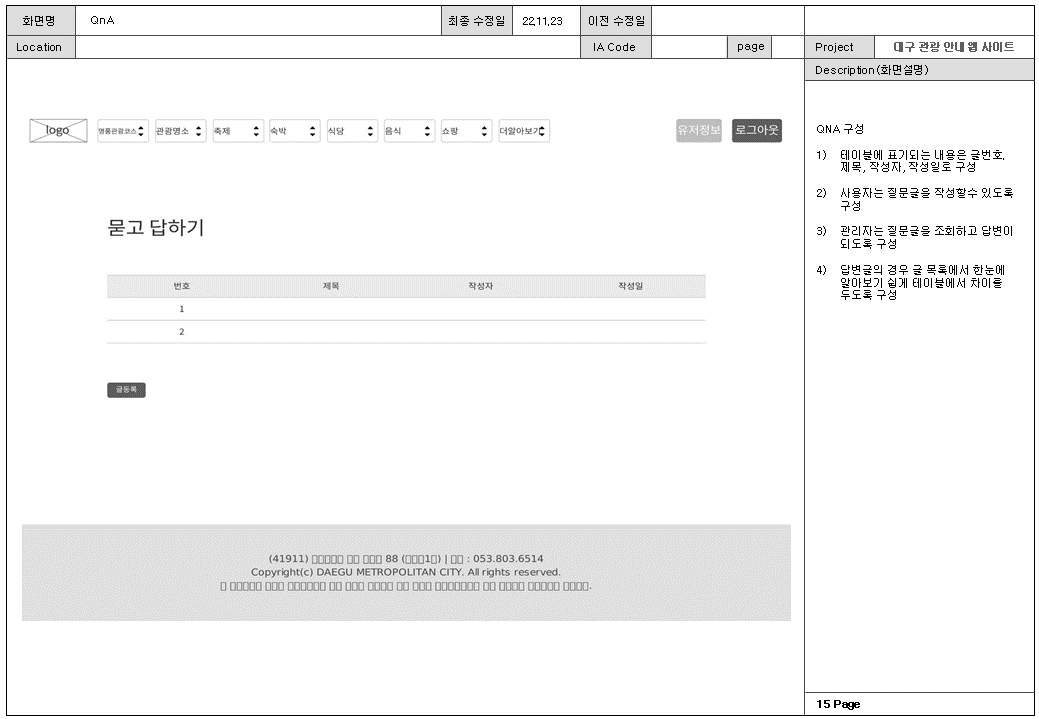 화면명 QnA 최종 수정일 22,11,23 이전 수정일
Location IA Code page Project 대구 관광 안내 웹 사이트
Description(화면설명)
logo 명품관광코스 관광명소 축제 숙박 식당 음식 쇼핑 더알아보기 유저정보 로그아웃
묻고 답하기
번호 제목 작성자 작성일
1
2
글등록
(41911) 88 ( 1 ) | : 053.803.6514
Copyright(c) DAEGU METROPOLITAN CITY. All rights reserved.
QNA 구성
1) 테이블에 표기되는 내용은 글번호,
제목, 작성자, 작성일로 구성
2) 사용자는 질문글을 작성할수 있도록
구성
3) 관리자는 질문글을 조회하고 답변이
되도록 구성
4) 답변글의 경우 글 목록에서 한눈에
알아보기 쉽게 테이블에서 차이를
두도록 구성
15 Page